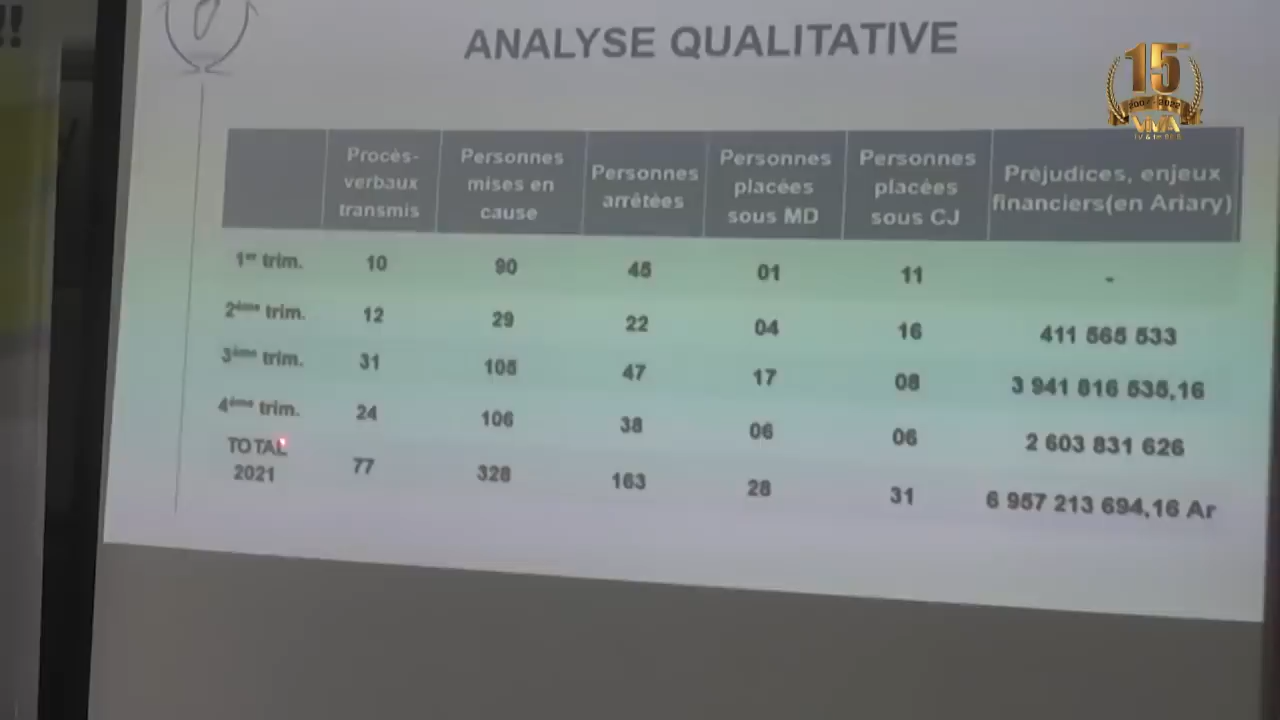 !!
ANALYSE QUALITATIVE
15
2007 - 2022
VIVA
Procès-verbaux transmis
Personnes mises en cause
Personnes arrêtées
Personnes placées sous MD
Personnes placées sous CJ
Préjudices, enjeux financiers(en Ariary)
1er trim. 10 90 45 01 11 -
2ème trim. 12 29 22 04 16 411 565 533
3ème trim. 31 105 47 17 08 3 941 816 535,16
4ème trim. 24 106 38 06 06 2 603 831 626
TOTAL 2021 77 328 163 28 31 6 957 213 694,16 Ar